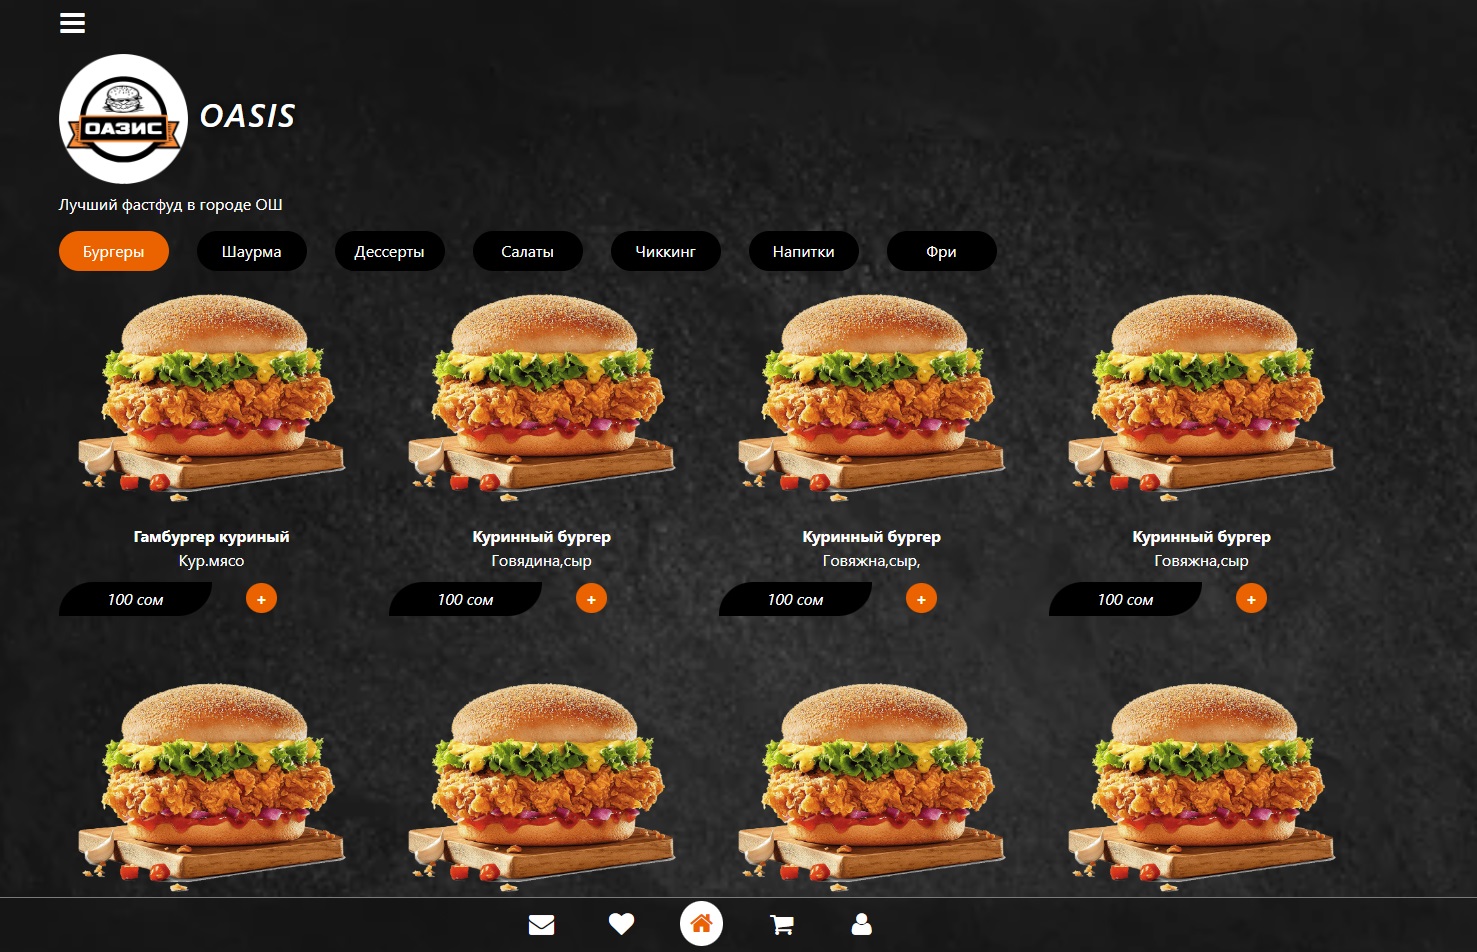 ОАЗИС
OASIS
Лучший фастфуд в городе ОШ
Бургеры Шаурма Дессерты Салаты Чиккинг Напитки Фри
Гамбургер куриный Куринный бургер Куринный бургер Куринный бургер
Кур.мясо Говядина,сыр Говяжна,сыр, Говяжна,сыр
100 сом + 100 сом + 100 сом + 100 сом +